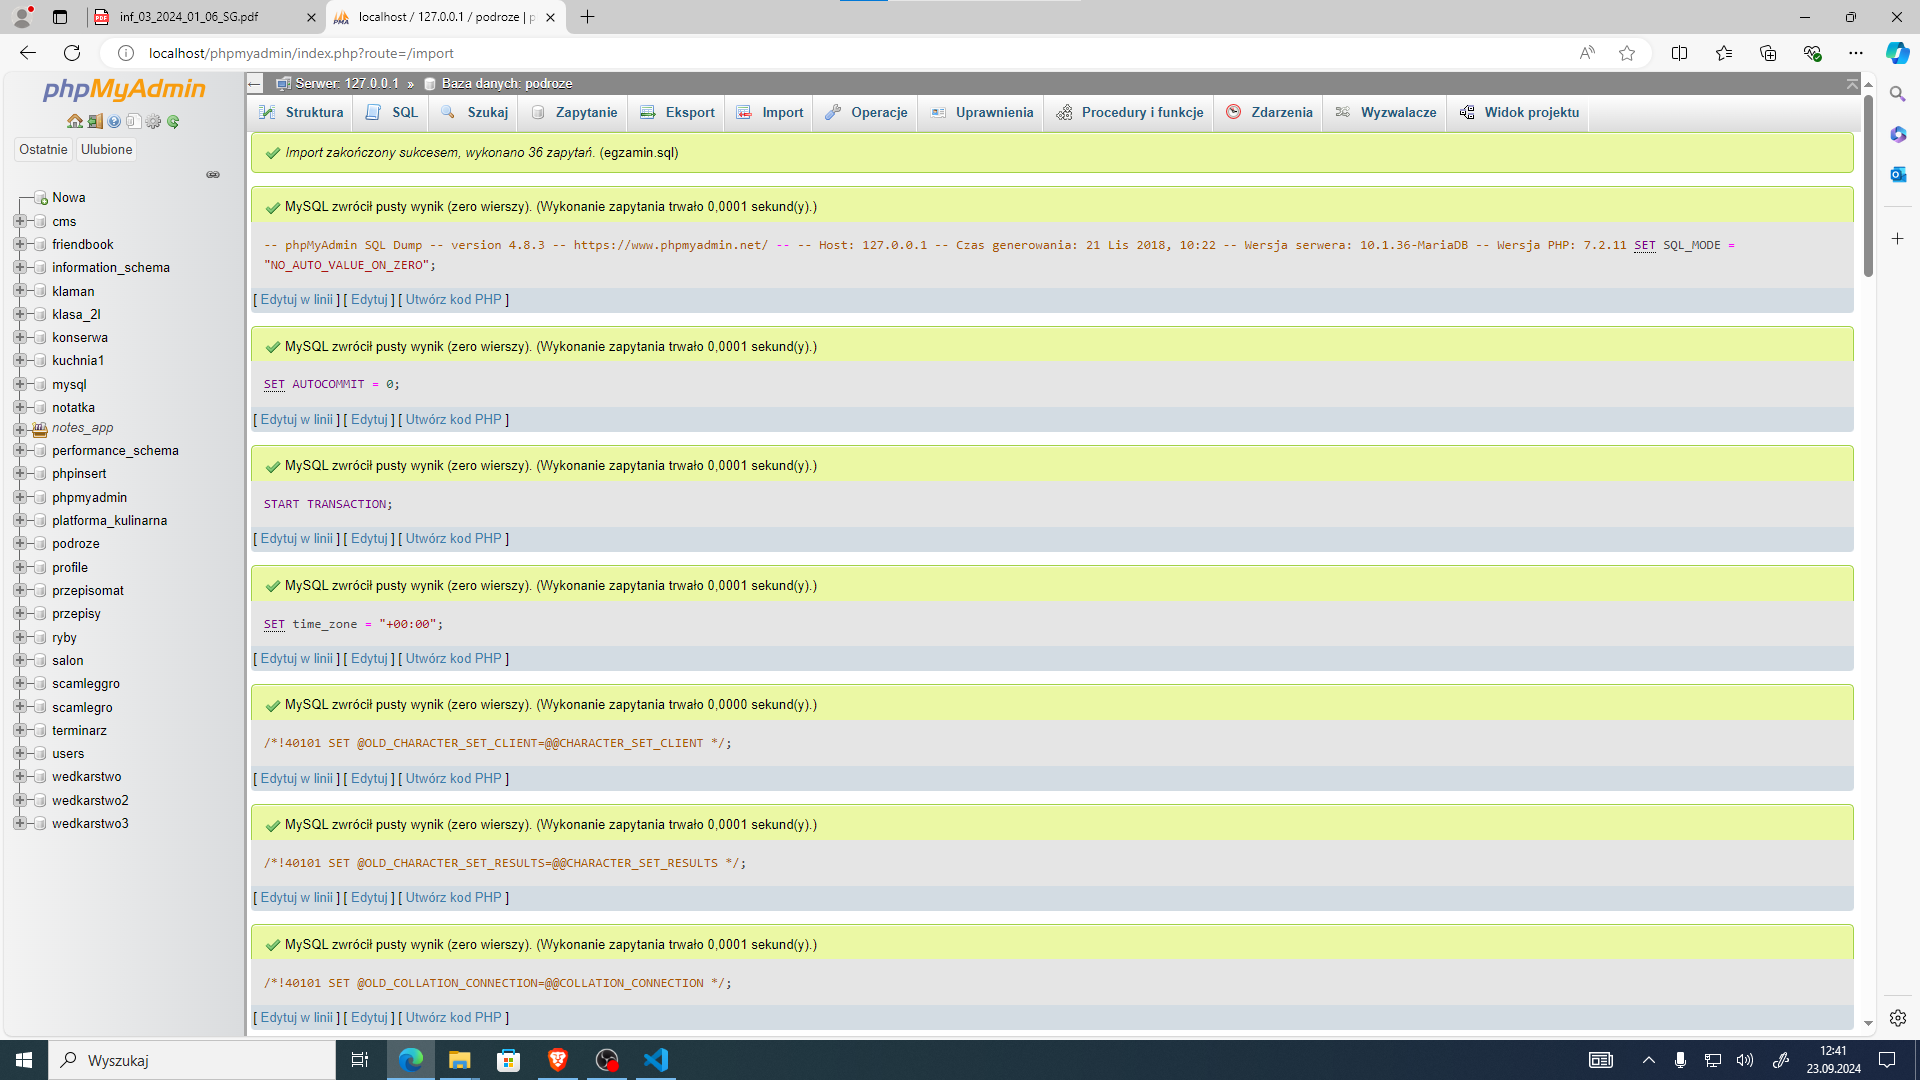 inf_03_2024_01_06_SG.pdf
localhost / 127.0.0.1 / podroze | p
localhost/phpmyadmin/index.php?route=/import
phpMyAdmin
Ostatnie
Ulubione
Nowa
cms
friendbook
information_schema
klaman
klasa_2l
konserwa
kuchnia1
mysql
notatka
notes_app
performance_schema
phpinsert
phpmyadmin
platforma_kulinarna
podroze
profile
przepisomat
przepisy
ryby
salon
scamleggro
scamlegro
terminarz
users
wedkarstwo
wedkarstwo2
wedkarstwo3
Serwer: 127.0.0.1 » Baza danych: podroze
Struktura SQL Szukaj Zapytanie Eksport Import Operacje Uprawnienia Procedury i funkcje Zdarzenia Wyzwalacze Widok projektu
Import zakończony sukcesem, wykonano 36 zapytań. (egzamin.sql)
MySQL zwrócił pusty wynik (zero wierszy). (Wykonanie zapytania trwało 0,0001 sekund(y).)
-- phpMyAdmin SQL Dump -- version 4.8.3 -- https://www.phpmyadmin.net/ -- -- Host: 127.0.0.1 -- Czas generowania: 21 Lis 2018, 10:22 -- Wersja serwera: 10.1.36-MariaDB -- Wersja PHP: 7.2.11 SET SQL_MODE =
"NO_AUTO_VALUE_ON_ZERO";
[ Edytuj w linii ] [ Edytuj ] [ Utwórz kod PHP ]
MySQL zwrócił pusty wynik (zero wierszy). (Wykonanie zapytania trwało 0,0001 sekund(y).)
SET AUTOCOMMIT = 0;
[ Edytuj w linii ] [ Edytuj ] [ Utwórz kod PHP ]
MySQL zwrócił pusty wynik (zero wierszy). (Wykonanie zapytania trwało 0,0001 sekund(y).)
START TRANSACTION;
[ Edytuj w linii ] [ Edytuj ] [ Utwórz kod PHP ]
MySQL zwrócił pusty wynik (zero wierszy). (Wykonanie zapytania trwało 0,0001 sekund(y).)
SET time_zone = "+00:00";
[ Edytuj w linii ] [ Edytuj ] [ Utwórz kod PHP ]
MySQL zwrócił pusty wynik (zero wierszy). (Wykonanie zapytania trwało 0,0000 sekund(y).)
/*!40101 SET @OLD_CHARACTER_SET_CLIENT=@@CHARACTER_SET_CLIENT */;
[ Edytuj w linii ] [ Edytuj ] [ Utwórz kod PHP ]
MySQL zwrócił pusty wynik (zero wierszy). (Wykonanie zapytania trwało 0,0001 sekund(y).)
/*!40101 SET @OLD_CHARACTER_SET_RESULTS=@@CHARACTER_SET_RESULTS */;
[ Edytuj w linii ] [ Edytuj ] [ Utwórz kod PHP ]
MySQL zwrócił pusty wynik (zero wierszy). (Wykonanie zapytania trwało 0,0001 sekund(y).)
/*!40101 SET @OLD_COLLATION_CONNECTION=@@COLLATION_CONNECTION */;
[ Edytuj w linii ] [ Edytuj ] [ Utwórz kod PHP ]
Wyszukaj
12:41
23.09.2024